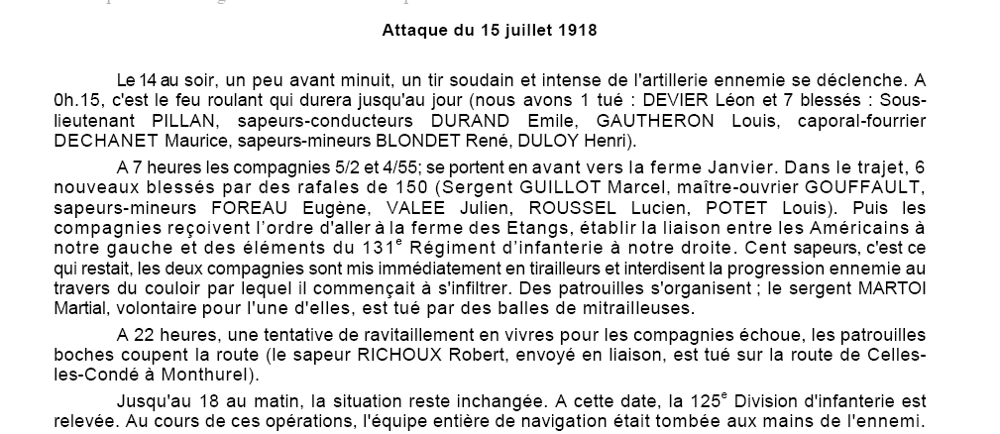 Attaque du 15 juillet 1918
Le 14 au soir, un peu avant minuit, un tir soudain et intense de l'artillerie ennemie se déclenche. A
0h.15, c'est le feu roulant qui durera jusqu'au jour (nous avons 1 tué : DEVIER Léon et 7 blessés : Sous-
lieutenant PILLAN, sapeurs-conducteurs DURAND Emile, GAUTHERON Louis, caporal-fourrier
DECHANET Maurice, sapeurs-mineurs BLONDET René, DULOY Henri).
A 7 heures les compagnies 5/2 et 4/55; se portent en avant vers la ferme Janvier. Dans le trajet, 6
nouveaux blessés par des rafales de 150 (Sergent GUILLOT Marcel, maître-ouvrier GOUFFAULT,
sapeurs-mineurs FOREAU Eugène, VALEE Julien, ROUSSEL Lucien, POTET Louis). Puis les
compagnies reçoivent l’ordre d'aller à la ferme des Etangs, établir la liaison entre les Américains à
notre gauche et des éléments du 131e Régiment d’infanterie à notre droite. Cent sapeurs, c'est ce
qui restait, les deux compagnies sont mis immédiatement en tirailleurs et interdisent la progression ennemie au
travers du couloir par lequel il commençait à s'infiltrer. Des patrouilles s'organisent ; le sergent MARTOI
Martial, volontaire pour l'une d'elles, est tué par des balles de mitrailleuses.
A 22 heures, une tentative de ravitaillement en vivres pour les compagnies échoue, les patrouilles
boches coupent la route (le sapeur RICHOUX Robert, envoyé en liaison, est tué sur la route de Celles-
les-Condé à Monthurel).
Jusqu'au 18 au matin, la situation reste inchangée. A cette date, la 125e Division d'infanterie est
relevée. Au cours de ces opérations, l'équipe entière de navigation était tombée aux mains de l'ennemi.